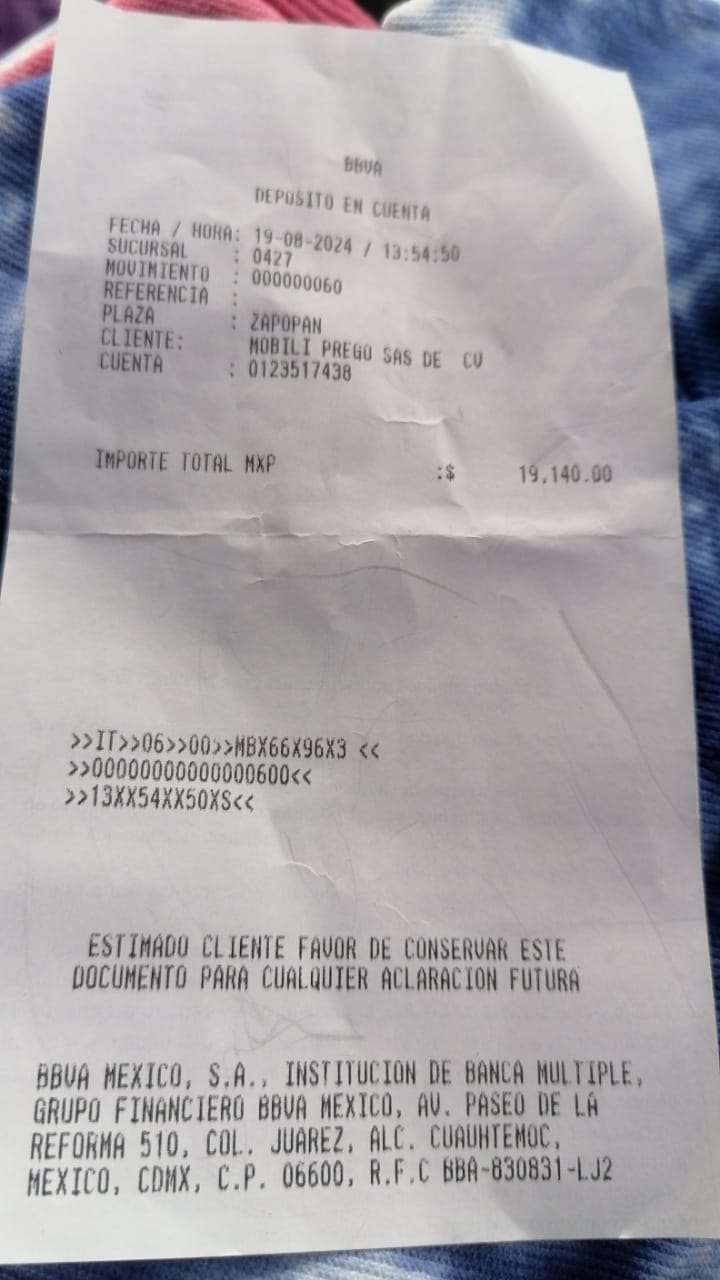 BBVA
DEPOSITO EN CUENTA
FECHA / HORA: 19-08-2024 / 13:54:50
SUCURSAL : 0427
MOVIMIENTO : 000000060
REFERENCIA :
PLAZA : ZAPOPAN
CLIENTE: MOBILI PREGO SAS DE CV
CUENTA : 0123517438
IMPORTE TOTAL MXP :$ 19,140.00
>>IT>>06>>00>>MBX66X96X3 <<
>>00000000000000600<<
>>13XX54XX50XS<<
ESTIMADO CLIENTE FAVOR DE CONSERVAR ESTE
DOCUMENTO PARA CUALQUIER ACLARACION FUTURA
BBVA MEXICO, S.A., INSTITUCION DE BANCA MULTIPLE,
GRUPO FINANCIERO BBVA MEXICO, AV. PASEO DE LA
REFORMA 510, COL. JUAREZ, ALC. CUAUHTEMOC,
MEXICO, CDMX, C.P. 06600, R.F.C BBA-830831-LJ2